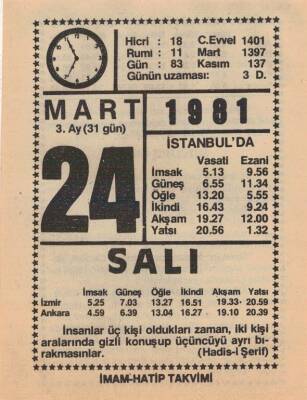 Hicri : 18 C.Evvel 1401
Rumi : 11 Mart 1397
Gün : 83 Kasım 137
Günün uzaması: 3 D.
MART
3. Ay (31 gün)
24
1981
İSTANBUL'DA
Vasati Ezani
İmsak 5.13 9.56
Güneş 6.55 11.34
Öğle 13.20 5.55
İkindi 16.43 9.24
Akşam 19.27 12.00
Yatsı 20.56 1.32
SALI
İmsak Güneş Öğle İkindi Akşam Yatsı
İzmir 5.25 7.03 13.27 16.51 19.33- 20.59
Ankara 4.59 6.39 13.04 16.27 19.10 20.39
İnsanlar üç kişi oldukları zaman, iki kişi
aralarında gizli konuşup üçüncüyü ayrı bı-
rakmasınlar. (Hadis-i Şerif)
İMAM-HATİP TAKVİMİ